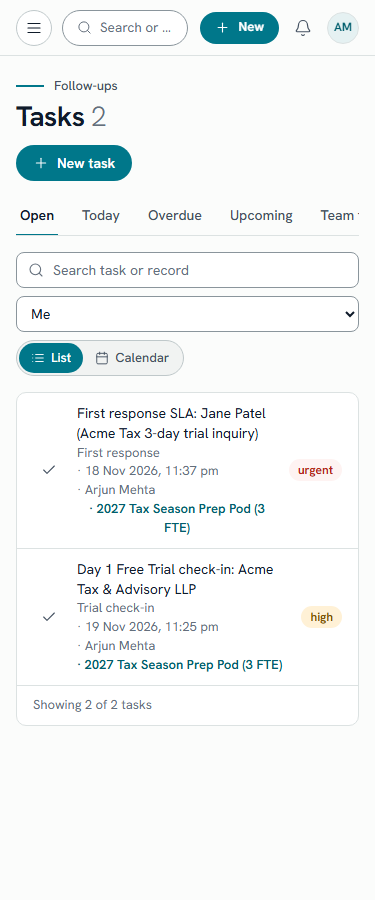 Search or ...
New
AM
Follow-ups
Tasks 2
New task
Open Today Overdue Upcoming Team
Search task or record
Me
List
Calendar
First response SLA: Jane Patel
(Acme Tax 3-day trial inquiry)
First response
· 18 Nov 2026, 11:37 pm
· Arjun Mehta
· 2027 Tax Season Prep Pod (3
FTE)
urgent
Day 1 Free Trial check-in: Acme
Tax & Advisory LLP
Trial check-in
· 19 Nov 2026, 11:25 pm
· Arjun Mehta
· 2027 Tax Season Prep Pod (3 FTE)
high
Showing 2 of 2 tasks